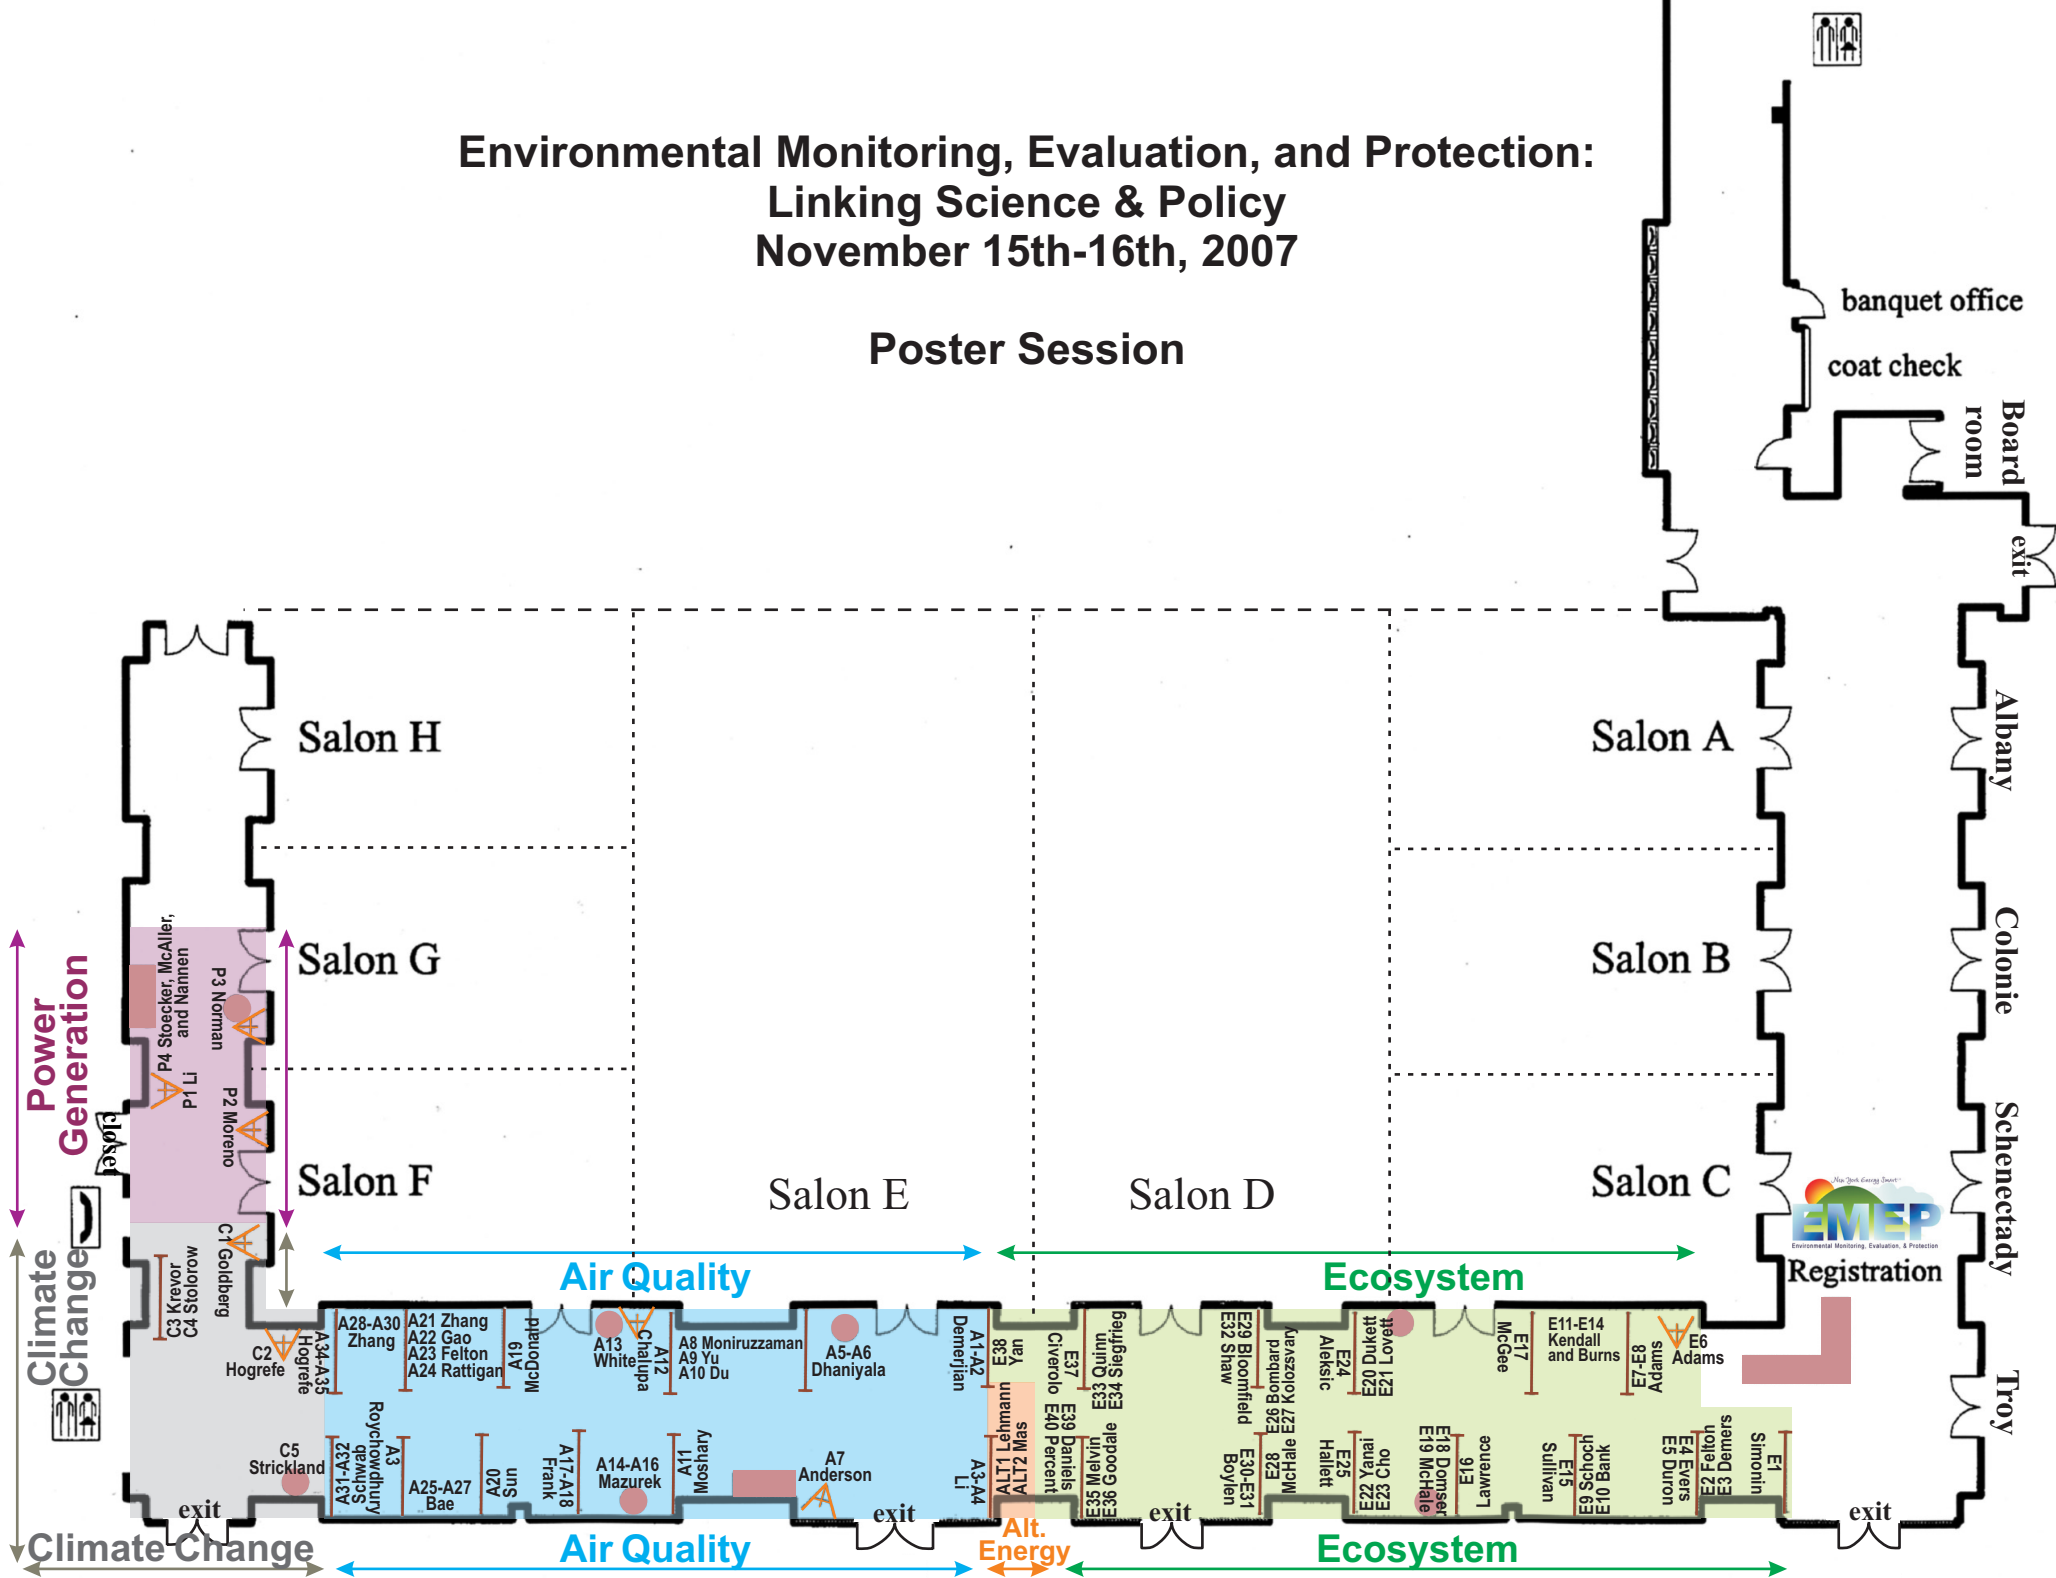 Environmental Monitoring, Evaluation, and Protection:
Linking Science & Policy
November 15th-16th, 2007
Poster Session
banquet office
coat check
Board
room
exit
Albany
Colonie
Schenectady
Troy
Salon H
Salon G
Salon F
Salon E
Salon D
Salon A
Salon B
Salon C
New York Energy Smart
EMEP
Environmental Monitoring, Evaluation, & Protection
Registration
Power
Generation
P4 Stoecker, McAller,
and Nannen
P3 Norman
P1 Li
P2 Moreno
closet
Climate
Change
C1 Goldberg
C3 Krevor
C4 Stolorow
C2
Hogrefe
C5
Strickland
exit
Climate Change
Air Quality
A34-A35
Hogrefe
A28-A30
Zhang
A21 Zhang
A22 Gao
A23 Felton
A24 Rattigan
A19
McDonald
A13
White
A12
Chalupa
A8 Moniruzzaman
A9 Yu
A10 Du
A5-A6
Dhaniyala
A1-A2
Demerjian
A31-A32
Schwab
A3
Roychowdhury
A25-A27
Bae
A20
Sun
A17-A18
Frank
A14-A16
Mazurek
A11
Moshary
A7
Anderson
exit
A3-A4
Li
Air Quality
ALT1 Lehmann
ALT2 Mas
Alt.
Energy
Ecosystem
E38
Yan
E37
Civerolo
E33 Quinn
E34 Siegfried
E29 Bloomfield
E32 Shaw
E26 Bombard
E27 Kolozsvary
E24
Aleksic
E20 Dukett
E21 Lovett
E17
McGee
E11-E14
Kendall
and Burns
E7-E8
Adams
E6
Adams
E39 Daniels
E40 Percent
E35 Melvin
E36 Goodale
exit
E30-E31
Boylen
E28
McHale
E25
Hallett
E22 Yanai
E23 Cho
E19 McHale
E16
Lawrence
E15
Sullivan
E9 Schoch
E10 Bank
E4 Evers
E5 Durron
E2 Felton
E3 Demers
E1
Simonin
exit
Ecosystem